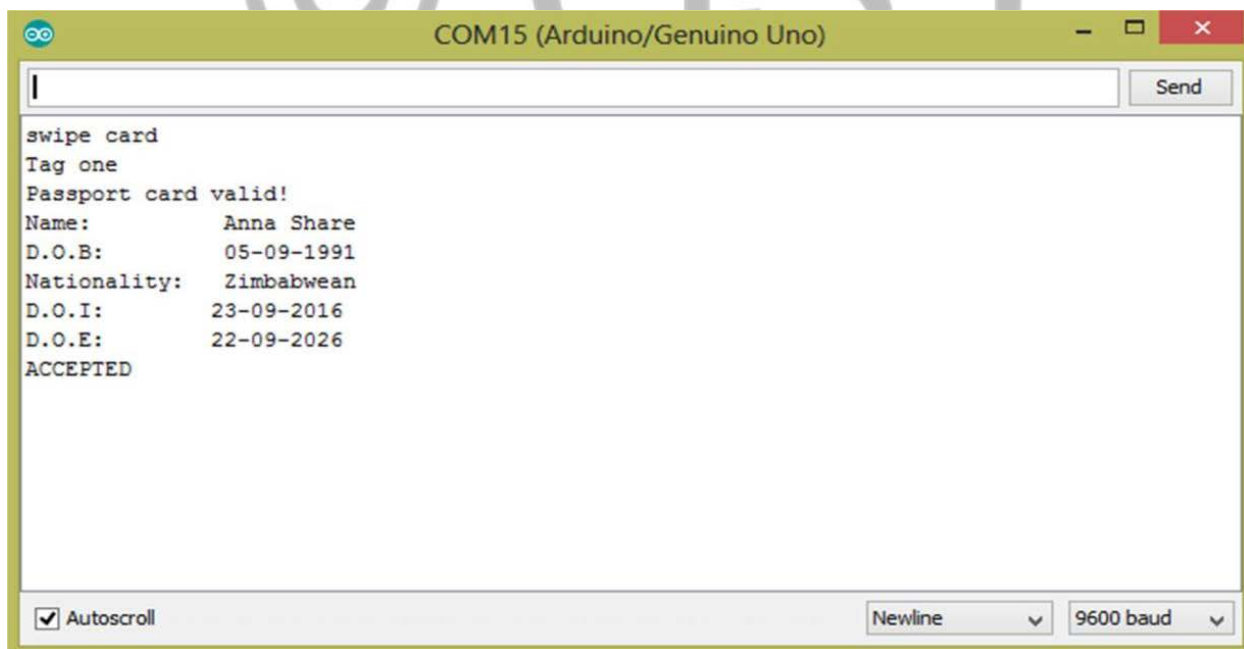 COM15 (Arduino/Genuino Uno)
Send
swipe card
Tag one
Passport card valid!
Name: Anna Share
D.O.B: 05-09-1991
Nationality: Zimbabwean
D.O.I: 23-09-2016
D.O.E: 22-09-2026
ACCEPTED
Autoscroll
Newline
9600 baud